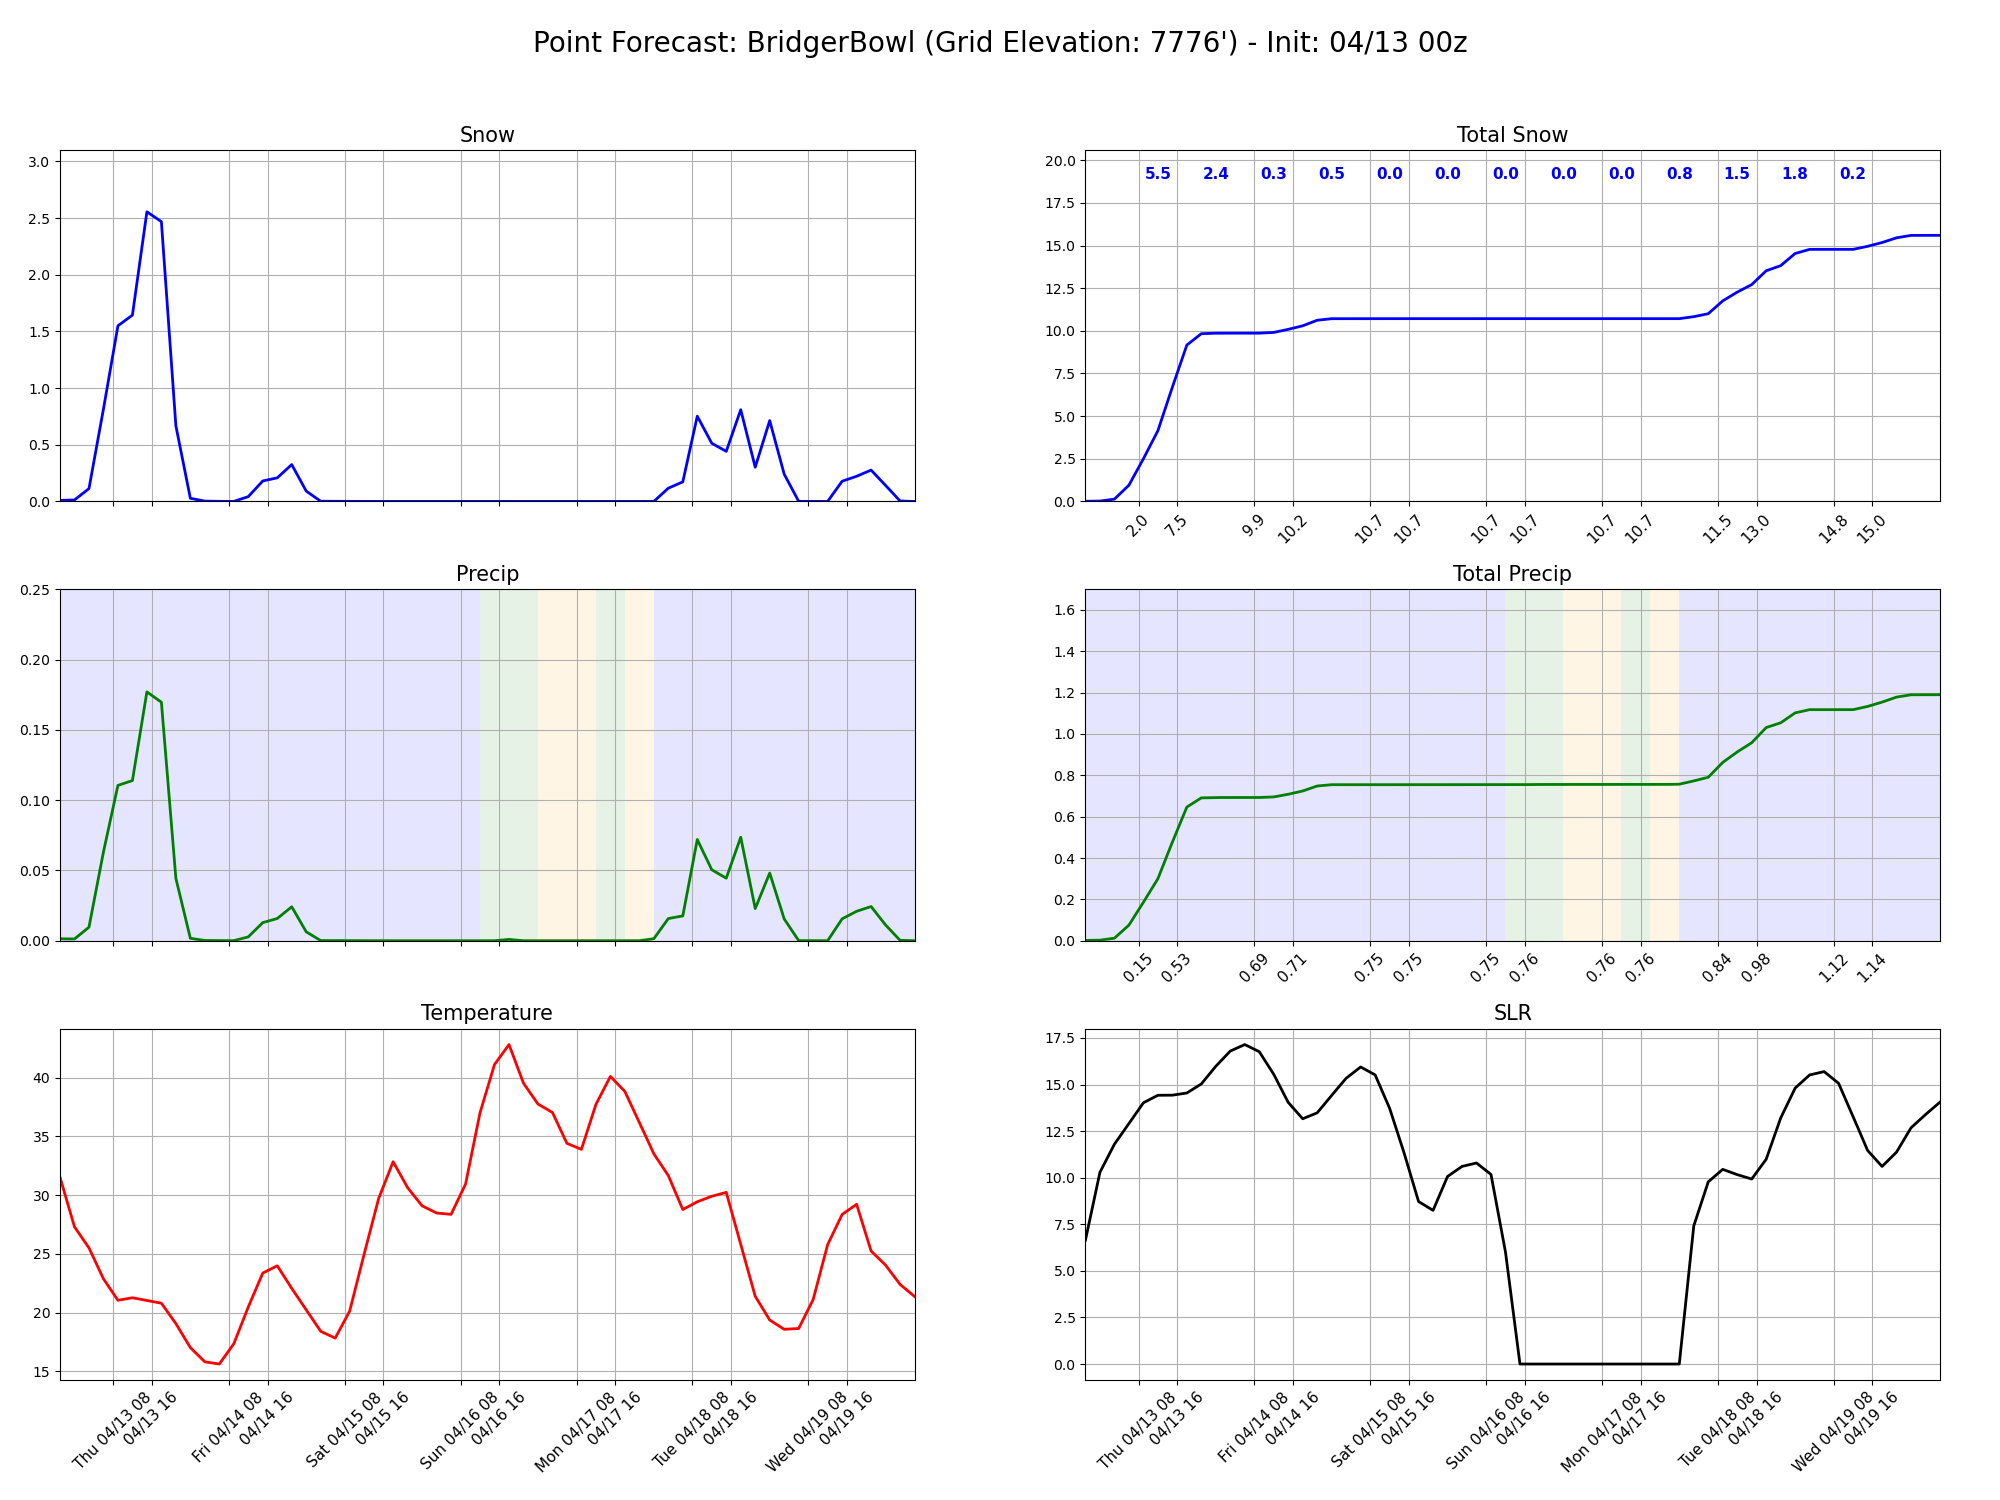 Point Forecast: BridgerBowl (Grid Elevation: 7776') - Init: 04/13 00z
Snow
3.0
2.5
2.0
1.5
1.0
0.5
0.0
Total Snow
20.0
17.5
15.0
12.5
10.0
7.5
5.0
2.5
0.0
5.5 2.4 0.3 0.5 0.0 0.0 0.0 0.0 0.0 0.8 1.5 1.8 0.2
2.0 7.5 9.9 10.2 10.7 10.7 10.7 10.7 10.7 10.7 11.5 13.0 14.8 15.0
Precip
0.25
0.20
0.15
0.10
0.05
0.00
Total Precip
1.6
1.4
1.2
1.0
0.8
0.6
0.4
0.2
0.0
0.15 0.53 0.69 0.71 0.75 0.75 0.75 0.76 0.76 0.76 0.84 0.98 1.12 1.14
Temperature
40
35
30
25
20
15
Thu 04/13 08
04/13 16
Fri 04/14 08
04/14 16
Sat 04/15 08
04/15 16
Sun 04/16 08
04/16 16
Mon 04/17 08
04/17 16
Tue 04/18 08
04/18 16
Wed 04/19 08
04/19 16
SLR
17.5
15.0
12.5
10.0
7.5
5.0
2.5
0.0
Thu 04/13 08
04/13 16
Fri 04/14 08
04/14 16
Sat 04/15 08
04/15 16
Sun 04/16 08
04/16 16
Mon 04/17 08
04/17 16
Tue 04/18 08
04/18 16
Wed 04/19 08
04/19 16